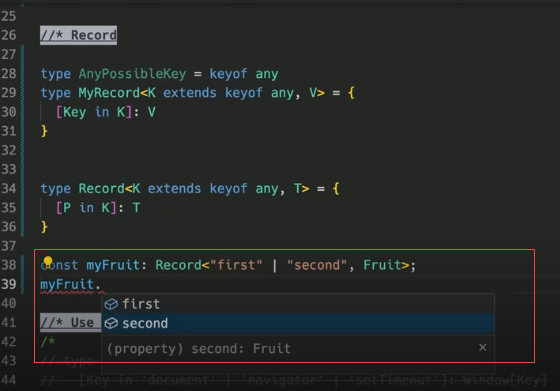 25
26 //* Record
27
28 type AnyPossibleKey = keyof any
29 type MyRecord<K extends keyof any, V> = {
30 [Key in K]: V
31 }
32
33
34 type Record<K extends keyof any, T> = {
35 [P in K]: T
36 }
37
38 const myFruit: Record<"first" | "second", Fruit>;
39 myFruit.
40 first
41 //* Use second
42 /*
(property) second: Fruit ×
43 // type
44 // [Key in 'document' | 'navigator' | 'setTimeout']: Window[Key]